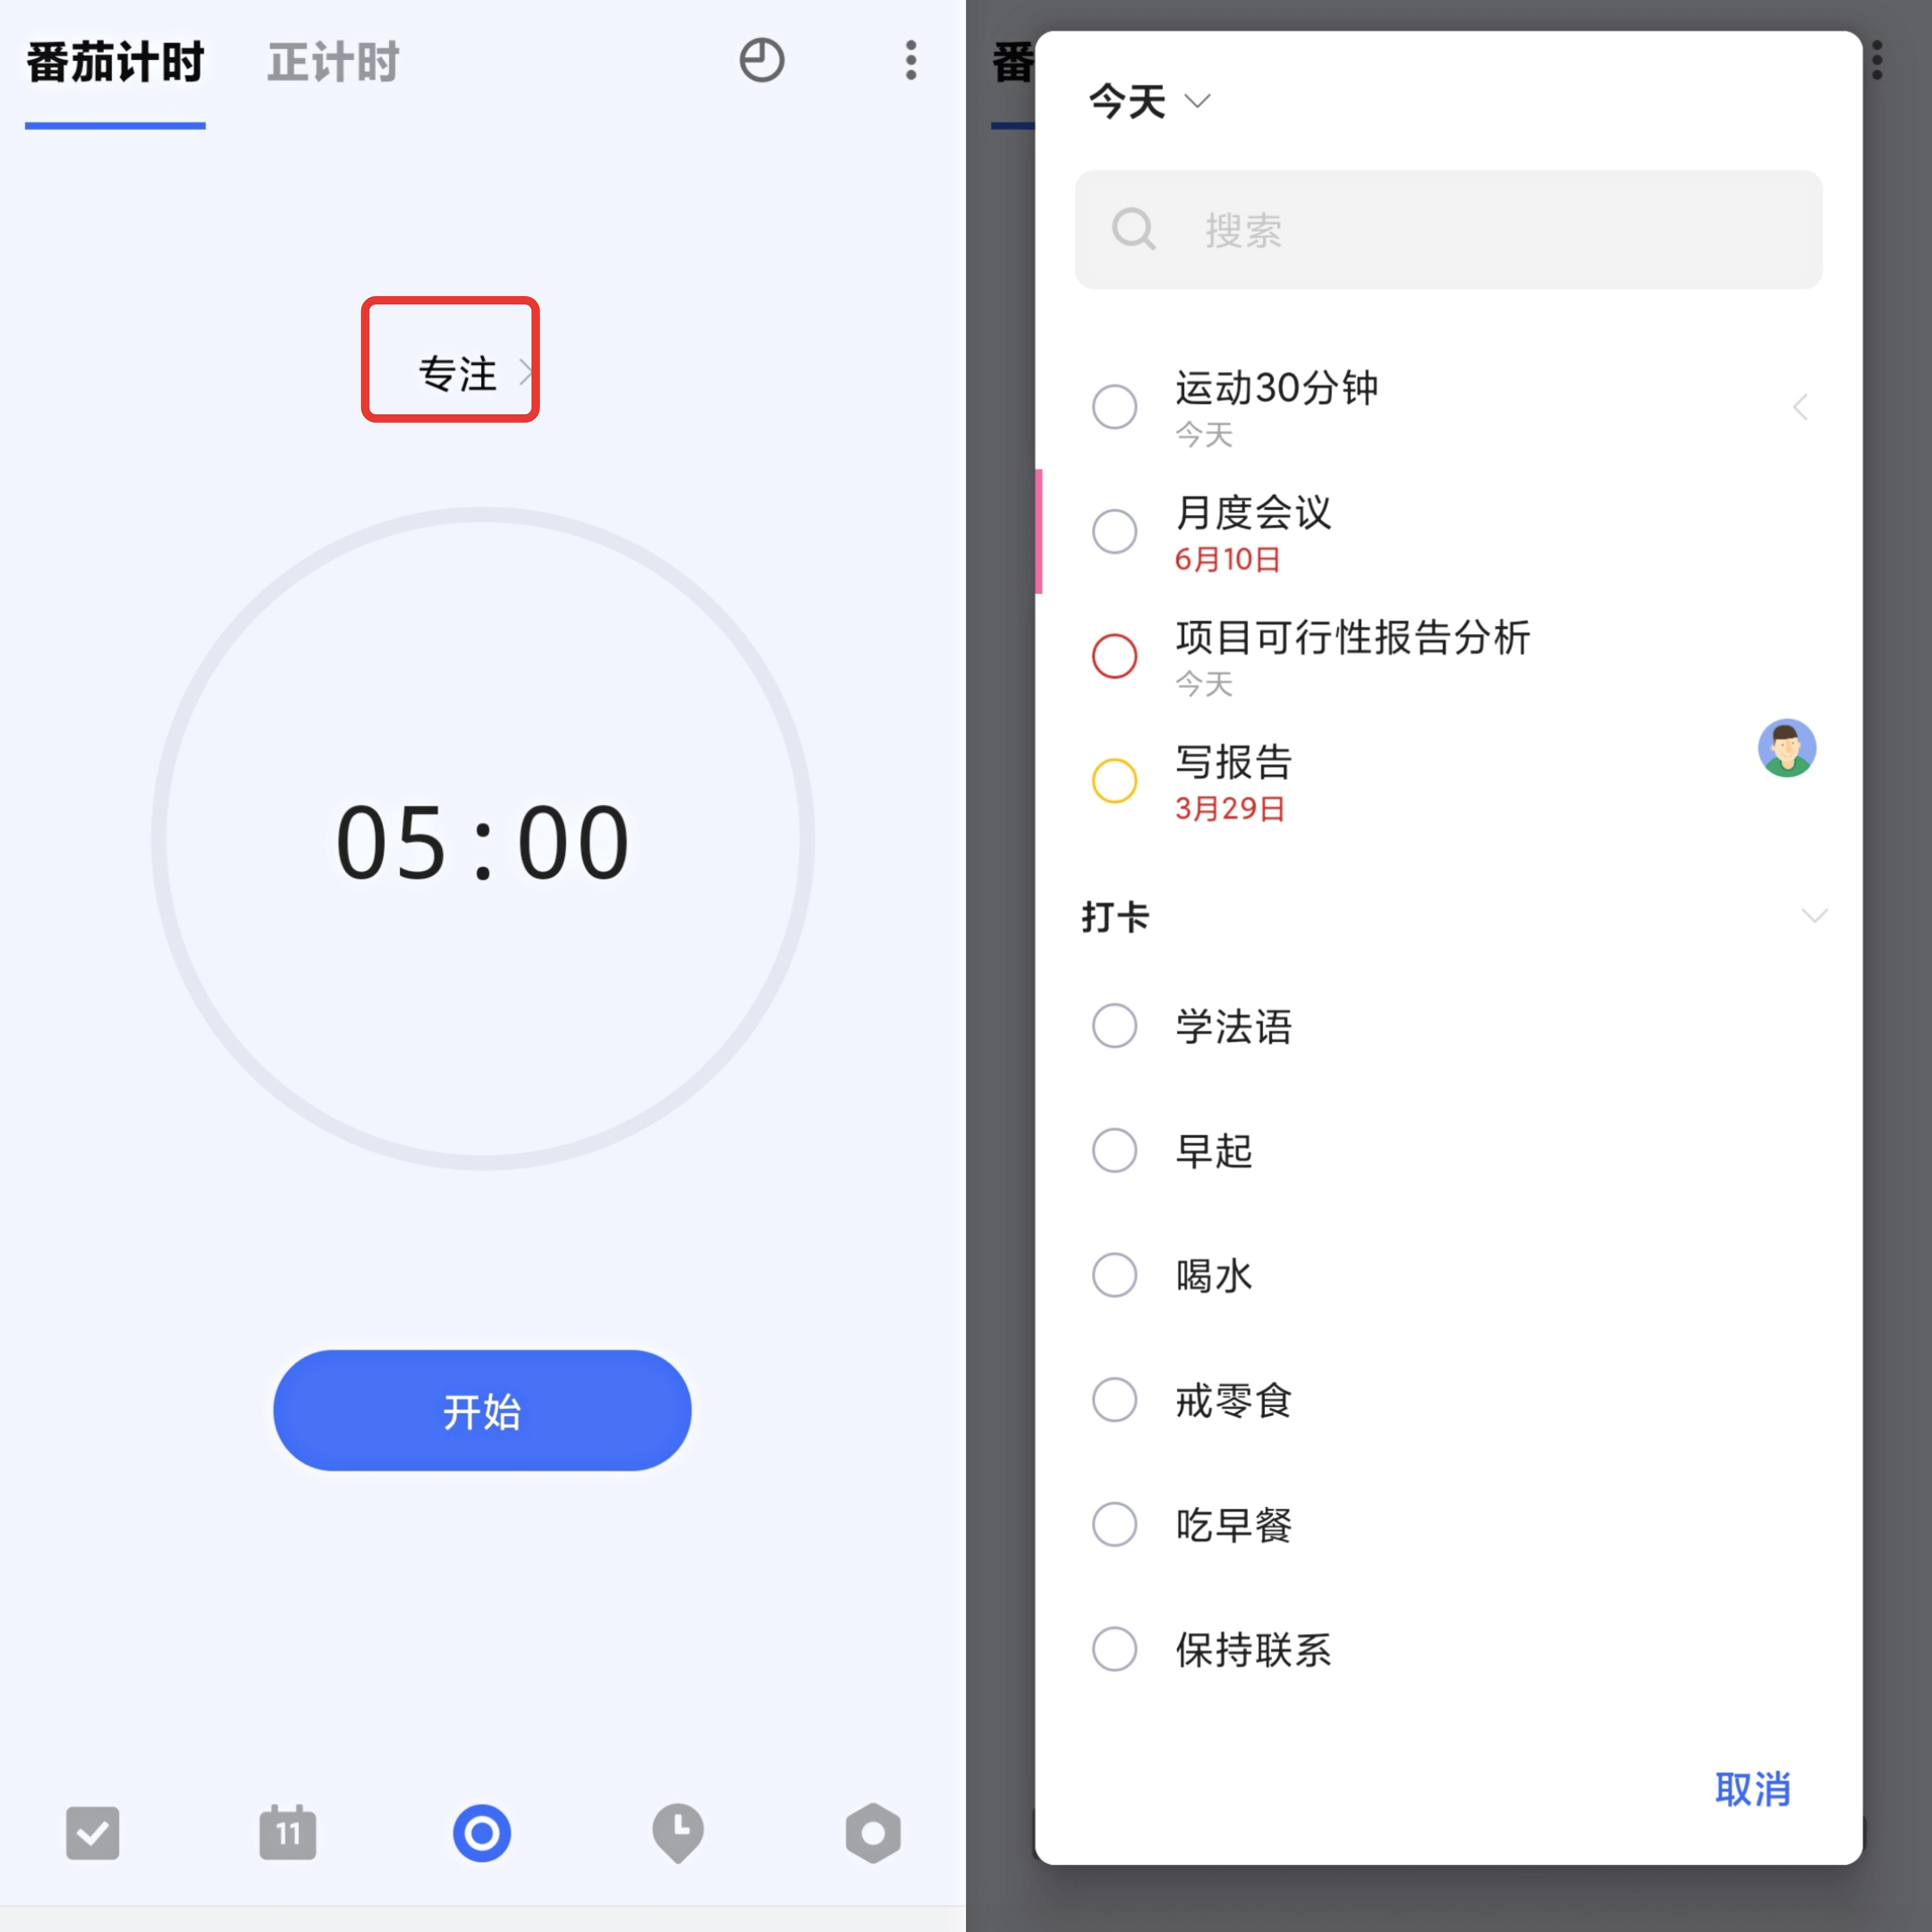 番茄计时 正计时
专注
05:00
开始
11
番
今天
搜索
运动30分钟
今天
月度会议
6月10日
项目可行性报告分析
今天
写报告
3月29日
打卡
学法语
早起
喝水
戒零食
吃早餐
保持联系
取消